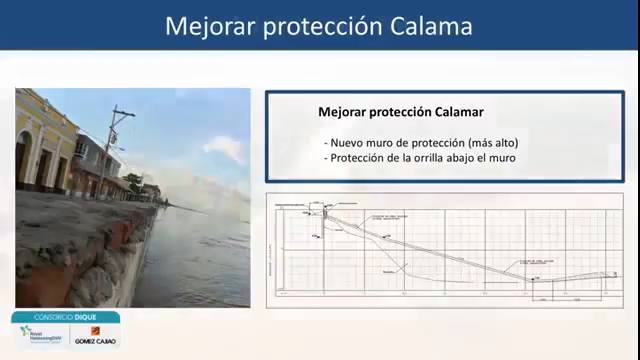 Mejorar protección Calama
Mejorar protección Calamar
- Nuevo muro de protección (más alto)
- Protección de la orrilla abajo el muro
CONSORCIO DIQUE
Royal
HaskoningDHV
GOMEZ CAJIAO